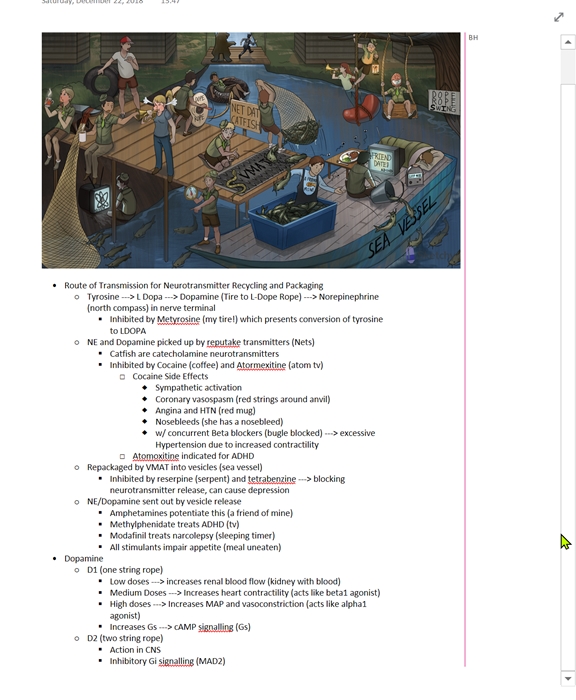 Saturday, December 22, 2018 15:47
BH
NET DAT
CATFISH
DOPE
ROPE
SWING
VMAT
FRIEND
DATE?
SEA VESSEL
• Route of Transmission for Neurotransmitter Recycling and Packaging
○ Tyrosine ---> L Dopa ---> Dopamine (Tire to L-Dope Rope) ---> Norepinephrine
(north compass) in nerve terminal
▪ Inhibited by Metyrosine (my tire!) which presents conversion of tyrosine
to LDOPA
○ NE and Dopamine picked up by reputake transmitters (Nets)
▪ Catfish are catecholamine neurotransmitters
▪ Inhibited by Cocaine (coffee) and Atormexitine (atom tv)
□ Cocaine Side Effects
◆ Sympathetic activation
◆ Coronary vasospasm (red strings around anvil)
◆ Angina and HTN (red mug)
◆ Nosebleeds (she has a nosebleed)
◆ w/ concurrent Beta blockers (bugle blocked) ---> excessive
Hypertension due to increased contractility
□ Atomoxitine indicated for ADHD
○ Repackaged by VMAT into vesicles (sea vessel)
▪ Inhibited by reserpine (serpent) and tetrabenzine ---> blocking
neurotransmitter release, can cause depression
○ NE/Dopamine sent out by vesicle release
▪ Amphetamines potentiate this (a friend of mine)
▪ Methylphenidate treats ADHD (tv)
▪ Modafinil treats narcolepsy (sleeping timer)
▪ All stimulants impair appetite (meal uneaten)
• Dopamine
○ D1 (one string rope)
▪ Low doses ---> increases renal blood flow (kidney with blood)
▪ Medium Doses ---> Increases heart contractility (acts like beta1 agonist)
▪ High doses ---> Increases MAP and vasoconstriction (acts like alpha1
agonist)
▪ Increases Gs ---> cAMP signalling (Gs)
○ D2 (two string rope)
▪ Action in CNS
▪ Inhibitory Gi signalling (MAD2)